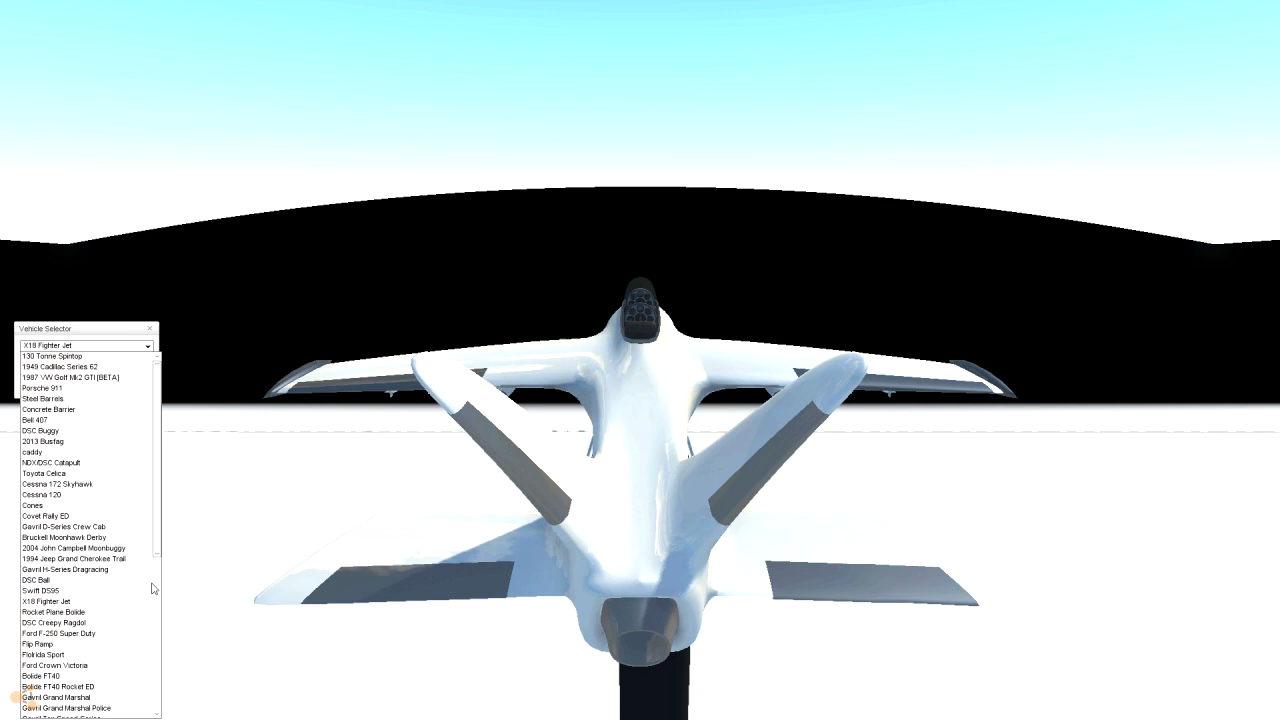 Vehicle Selector
X18 Fighter Jet
130 Tonne Spintop
1949 Cadillac Series 62
1987 VW Golf Mk2 GTI [BETA]
Porsche 911
Steel Barrels
Concrete Barrier
Bell 407
DSC Buggy
2013 Busfag
caddy
NDX/DSC Catapult
Toyota Celica
Cessna 172 Skyhawk
Cessna 120
Cones
Covet Rally ED
Gavril D-Series Crew Cab
Bruckell Moonhawk Derby
2004 John Campbell Moonbuggy
1994 Jeep Grand Cherokee Trail
Gavril H-Series Dragracing
DSC Ball
Swift DS95
X18 Fighter Jet
Rocket Plane Bolide
DSC Creepy Ragdol
Ford F-250 Super Duty
Flip Ramp
Flolrida Sport
Ford Crown Victoria
Bolide FT40
Bolide FT40 Rocket ED
Gavril Grand Marshal
Gavril Grand Marshal Police